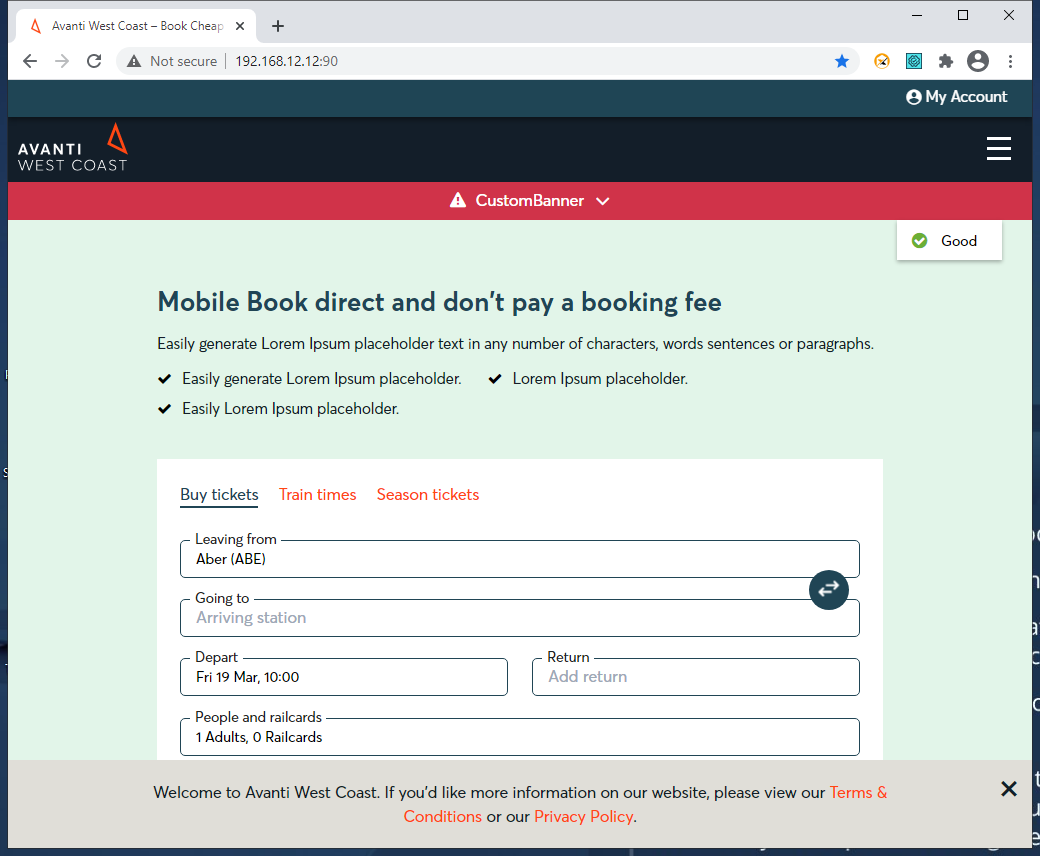 Avanti West Coast – Book Cheap
Not secure
192.168.12.12:90
My Account
AVANTI
WEST COAST
CustomBanner
Good
Mobile Book direct and don't pay a booking fee
Easily generate Lorem Ipsum placeholder text in any number of characters, words sentences or paragraphs.
Easily generate Lorem Ipsum placeholder. Lorem Ipsum placeholder.
Easily Lorem Ipsum placeholder.
Buy tickets Train times Season tickets
Leaving from
Aber (ABE)
Going to
Arriving station
Depart Return
Fri 19 Mar, 10:00 Add return
People and railcards
1 Adults, 0 Railcards
Welcome to Avanti West Coast. If you'd like more information on our website, please view our Terms &
Conditions or our Privacy Policy.